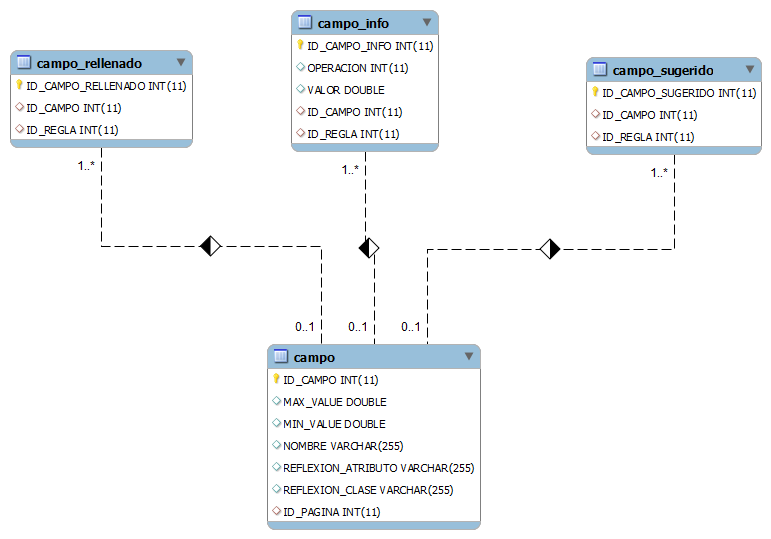 campo_info
ID_CAMPO_INFO INT(11)
OPERACION INT(11)
VALOR DOUBLE
ID_CAMPO INT(11)
ID_REGLA INT(11)
campo_rellenado
ID_CAMPO_RELLENADO INT(11)
ID_CAMPO INT(11)
ID_REGLA INT(11)
campo_sugerido
ID_CAMPO_SUGERIDO INT(11)
ID_CAMPO INT(11)
ID_REGLA INT(11)
1..*
1..*
1..*
0..1
0..1
0..1
campo
ID_CAMPO INT(11)
MAX_VALUE DOUBLE
MIN_VALUE DOUBLE
NOMBRE VARCHAR(255)
REFLEXION_ATRIBUTO VARCHAR(255)
REFLEXION_CLASE VARCHAR(255)
ID_PAGINA INT(11)